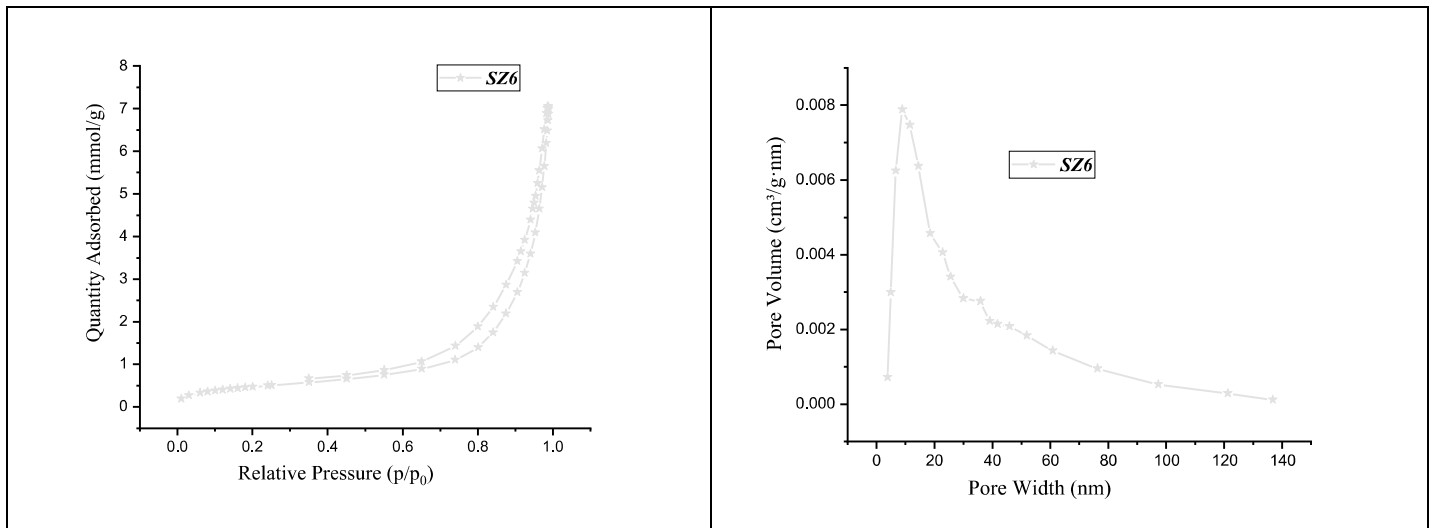 SZ6
Quantity Adsorbed (mmol/g)
8
7
6
5
4
3
2
1
0
0.0 0.2 0.4 0.6 0.8 1.0
Relative Pressure (p/p₀)
SZ6
Pore Volume (cm³/g·nm)
0.008
0.006
0.004
0.002
0.000
0 20 40 60 80 100 120 140
Pore Width (nm)